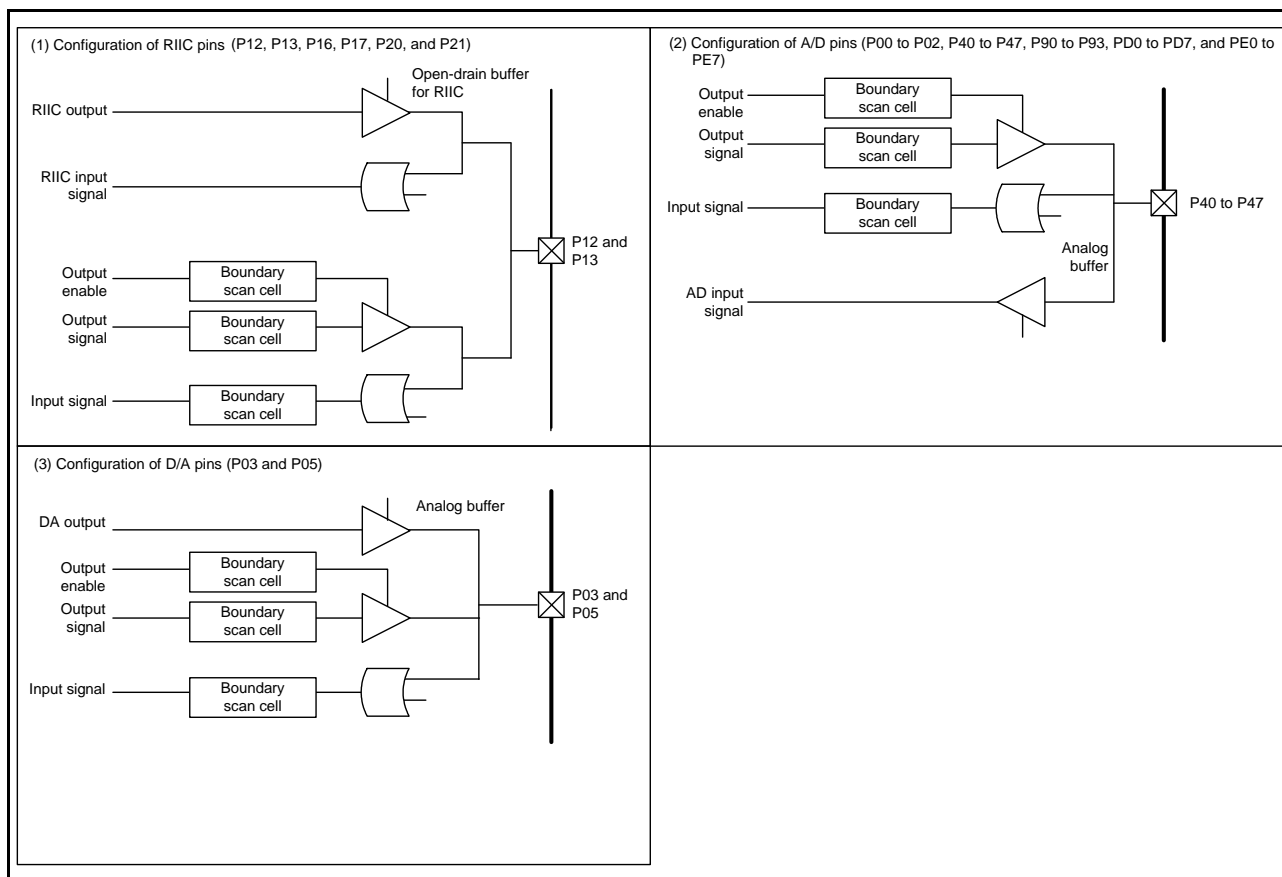 (1) Configuration of RIIC pins (P12, P13, P16, P17, P20, and P21)
Open-drain buffer
for RIIC
RIIC output
RIIC input
signal
P12 and
P13
Output
enable
Boundary
scan cell
Output
signal
Boundary
scan cell
Input signal
Boundary
scan cell
(2) Configuration of A/D pins (P00 to P02, P40 to P47, P90 to P93, PD0 to PD7, and PE0 to
PE7)
Output
enable
Boundary
scan cell
Output
signal
Boundary
scan cell
Input signal
Boundary
scan cell
P40 to P47
Analog
buffer
AD input
signal
(3) Configuration of D/A pins (P03 and P05)
Analog buffer
DA output
Output
enable
Boundary
scan cell
Output
signal
Boundary
scan cell
P03 and
P05
Input signal
Boundary
scan cell